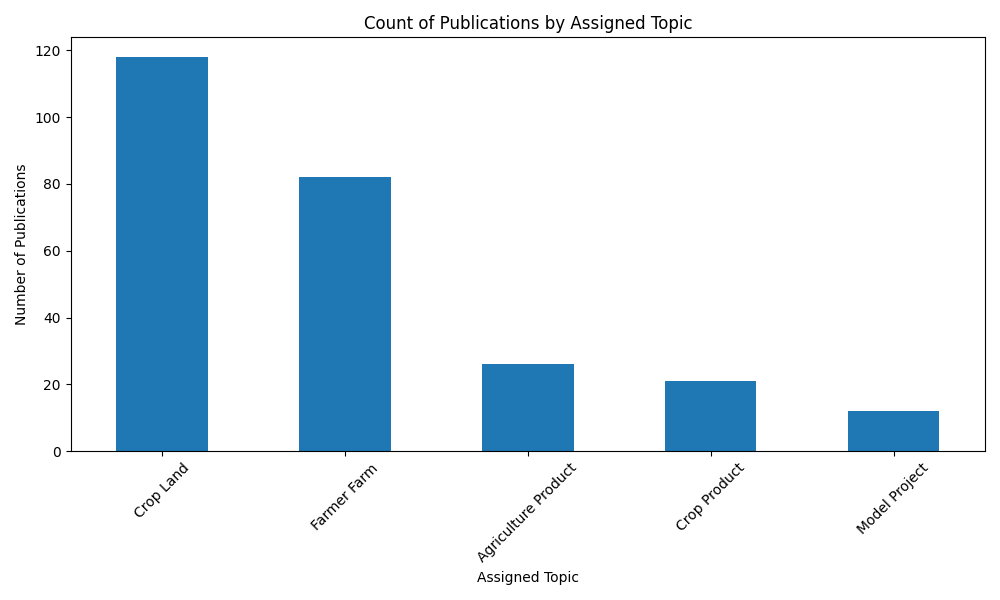 Count of Publications by Assigned Topic
Number of Publications
120
100
80
60
40
20
0
Crop Land
Farmer Farm
Agriculture Product
Crop Product
Model Project
Assigned Topic